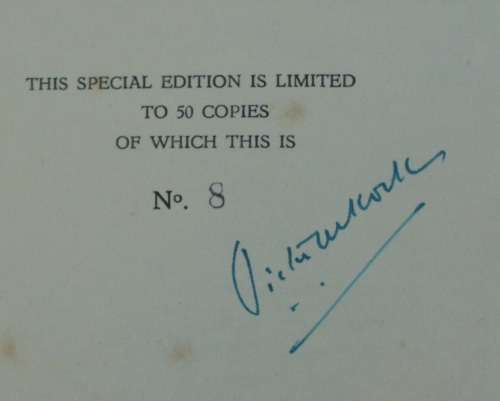 THIS SPECIAL EDITION IS LIMITED
TO 50 COPIES
OF WHICH THIS IS
Nº. 8